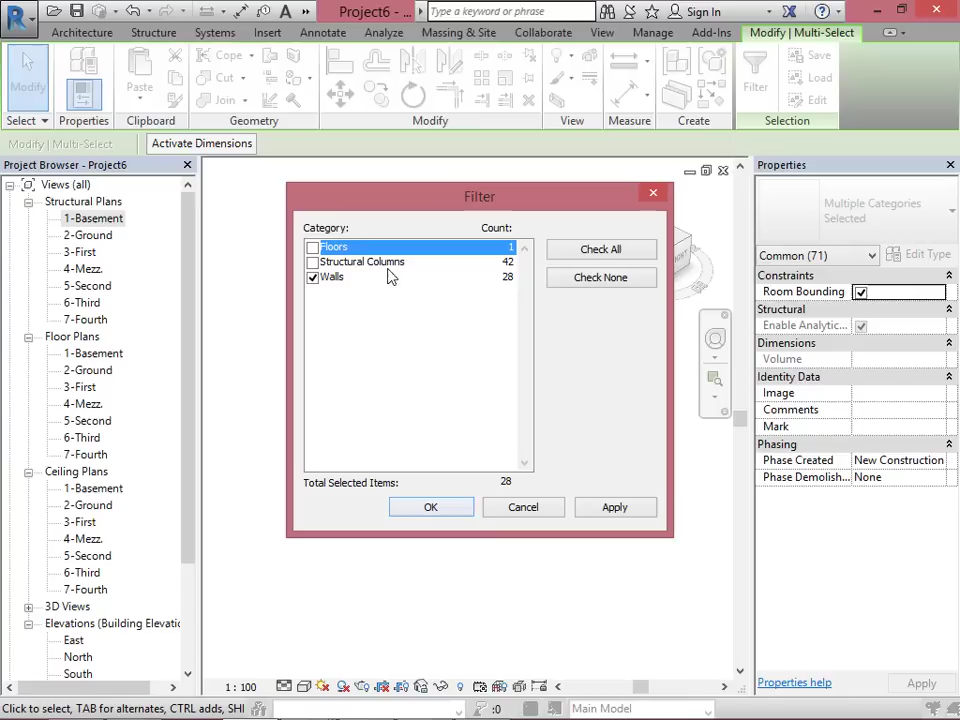 Project6 - ...
Type a keyword or phrase
Sign In
Architecture Structure Systems Insert Annotate Analyze Massing & Site Collaborate View Manage Add-Ins Modify | Multi-Select
Modify
Paste
Cope
Cut
Join
Filter
Save
Load
Edit
Select Properties Clipboard Geometry Modify View Measure Create Selection
Modify | Multi-Select
Activate Dimensions
Project Browser - Project6
Views (all)
Structural Plans
1-Basement
2-Ground
3-First
4-Mezz.
5-Second
6-Third
7-Fourth
Floor Plans
1-Basement
2-Ground
3-First
4-Mezz.
5-Second
6-Third
7-Fourth
Ceiling Plans
1-Basement
2-Ground
3-First
4-Mezz.
5-Second
6-Third
7-Fourth
3D Views
Elevations (Building Elevatio
East
North
South
Filter
Category: Count:
Floors 1
Structural Columns 42
Walls 28
Check All
Check None
Total Selected Items: 28
OK
Cancel
Apply
Properties
Multiple Categories
Selected
Common (71)
Edit Type
Constraints
Room Bounding
Structural
Enable Analytic...
Dimensions
Volume
Identity Data
Image
Comments
Mark
Phasing
Phase Created New Construction
Phase Demolish... None
Properties help
Apply
1 : 100
Click to select, TAB for alternates, CTRL adds, SHI
:0
Main Model